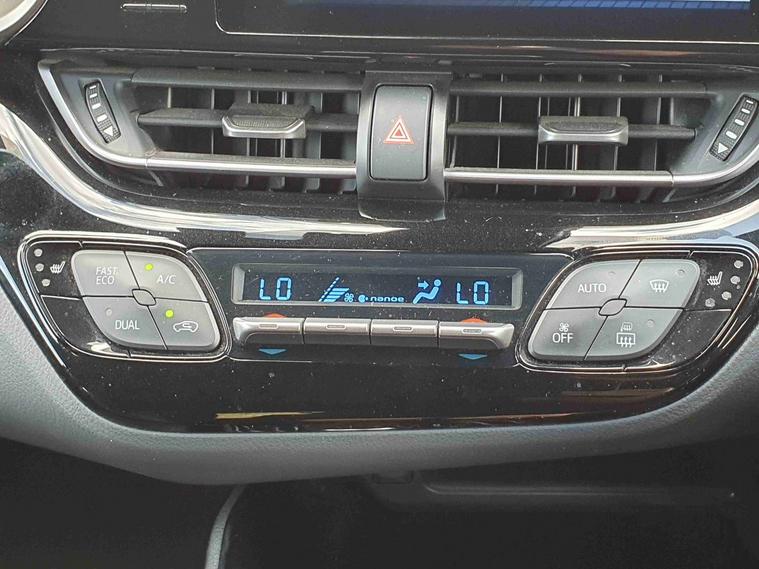 FAST
ECO
A/C
DUAL
LO
nanoe
LO
AUTO
OFF